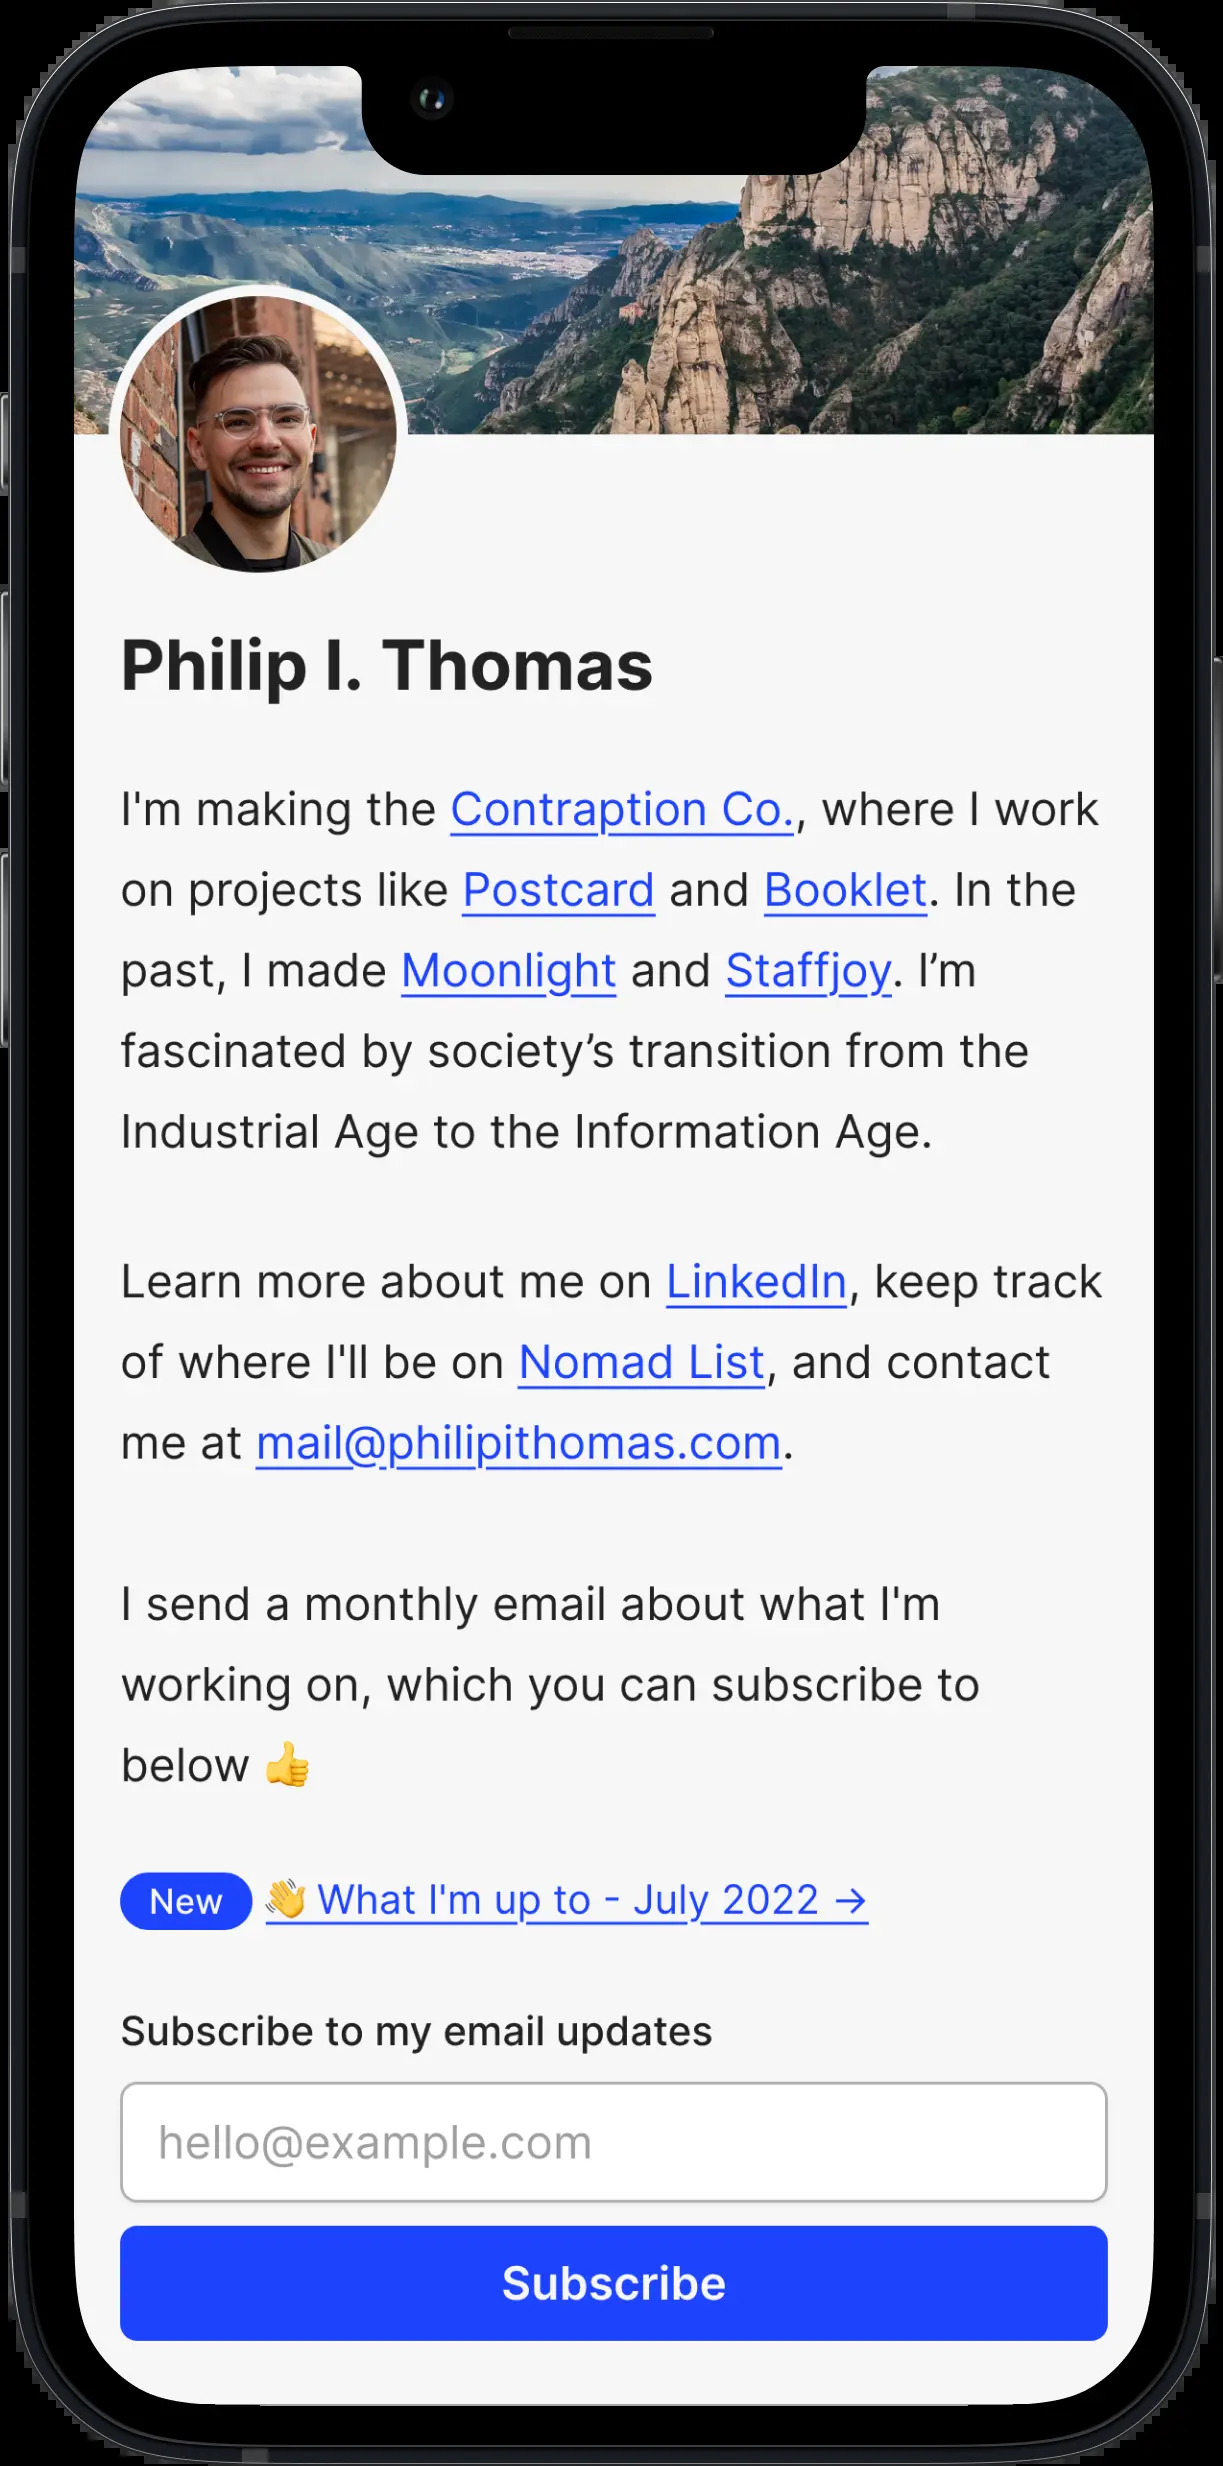 Philip I. Thomas
I'm making the Contraption Co., where I work
on projects like Postcard and Booklet. In the
past, I made Moonlight and Staffjoy. I’m
fascinated by society’s transition from the
Industrial Age to the Information Age.
Learn more about me on LinkedIn, keep track
of where I'll be on Nomad List, and contact
me at mail@philipithomas.com.
I send a monthly email about what I'm
working on, which you can subscribe to
below 👍
New 👋 What I'm up to - July 2022 →
Subscribe to my email updates
hello@example.com
Subscribe